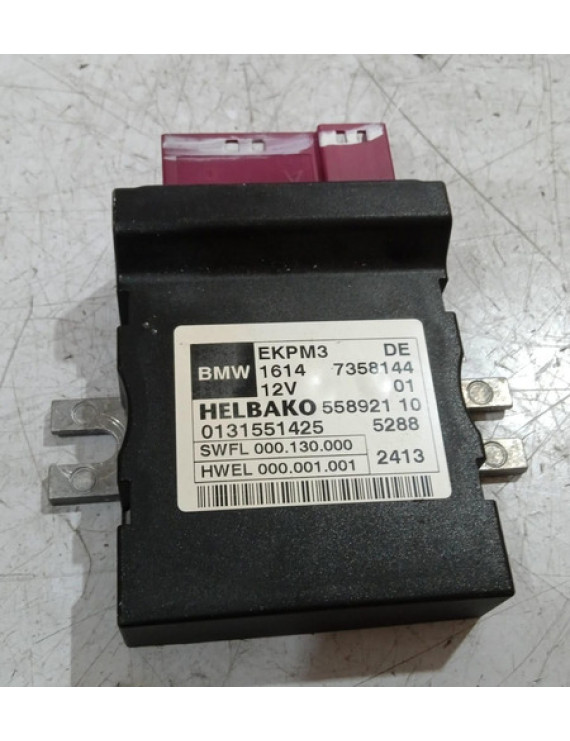 BMW EKPM3 DE
1614 7358144
12V 01
HELBAKO 558921 10
0131551425 5288
SWFL 000.130.000
HWEL 000.001.001 2413